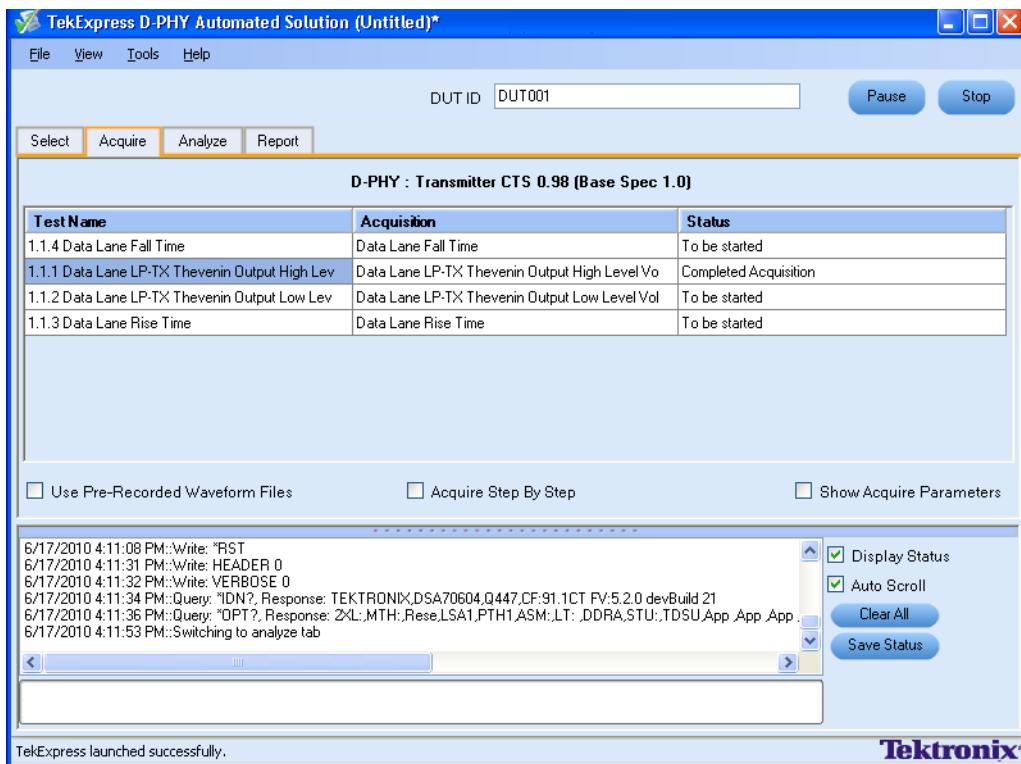 TekExpress D-PHY Automated Solution (Untitled)*
File View Tools Help
DUT ID DUT001 Pause Stop
Select Acquire Analyze Report
D-PHY : Transmitter CTS 0.98 (Base Spec 1.0)
Test Name Acquisition Status
1.1.4 Data Lane Fall Time Data Lane Fall Time To be started
1.1.1 Data Lane LP-TX Thevenin Output High Lev Data Lane LP-TX Thevenin Output High Level Vo Completed Acquisition
1.1.2 Data Lane LP-TX Thevenin Output Low Lev Data Lane LP-TX Thevenin Output Low Level Vol To be started
1.1.3 Data Lane Rise Time Data Lane Rise Time To be started
Use Pre-Recorded Waveform Files Acquire Step By Step Show Acquire Parameters
6/17/2010 4:11:08 PM::Write: *RST
6/17/2010 4:11:31 PM::Write: HEADER 0
6/17/2010 4:11:32 PM::Write: VERBOSE 0
6/17/2010 4:11:34 PM::Query: *IDN?, Response: TEKTRONIX,DSA70604,Q447,CF:91.1CT FV:5.2.0 devBuild 21
6/17/2010 4:11:36 PM::Query: *OPT?, Response: 2XL:,MTH:,Rese,LSA1,PTH1,ASM:,LT: ,DDRA,STU:,TDSU,App ,App ,App ,
6/17/2010 4:11:53 PM::Switching to analyze tab
Display Status
Auto Scroll
Clear All
Save Status
TekExpress launched successfully.
Tektronix